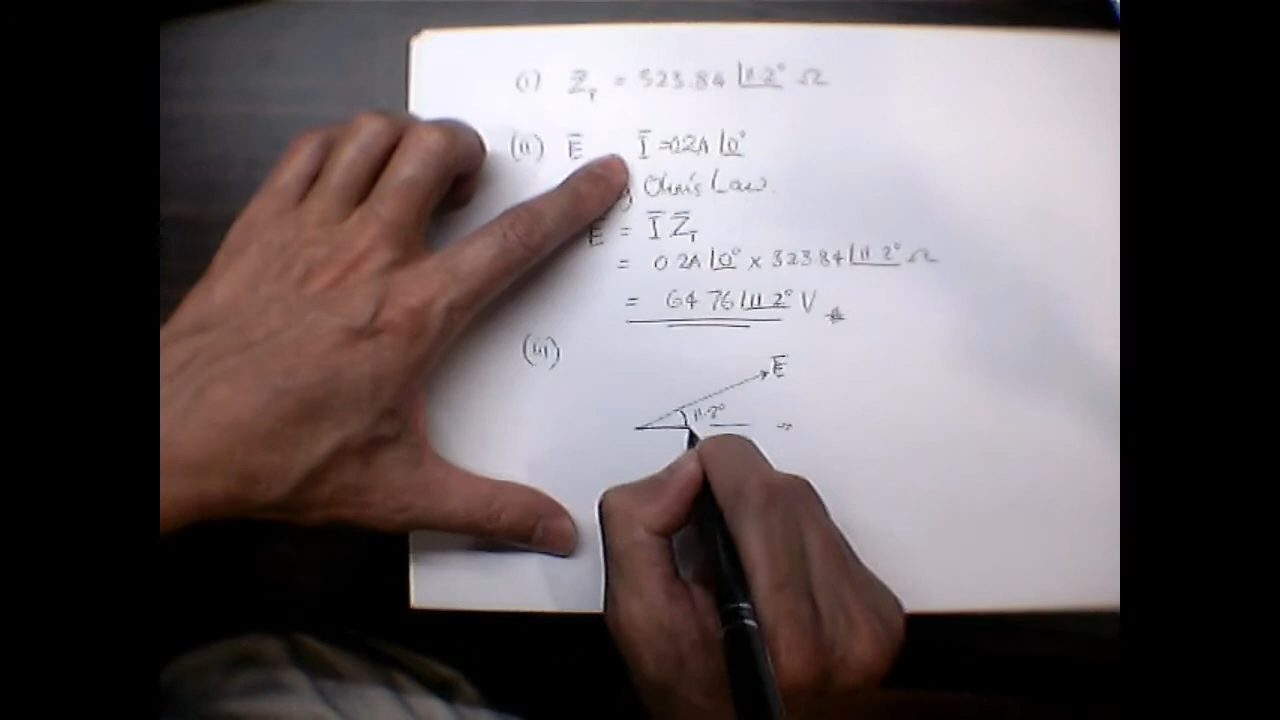 (i) Z̄T = 323.84 ∠11.2° Ω
(ii) Ē Ī = 0.2A ∠0°
Ohm's Law.
Ē = Ī Z̄T
= 0.2A ∠0° × 323.84 ∠11.2° Ω
= 64.76 ∠11.2° V
(iii)
Ē
11.2°